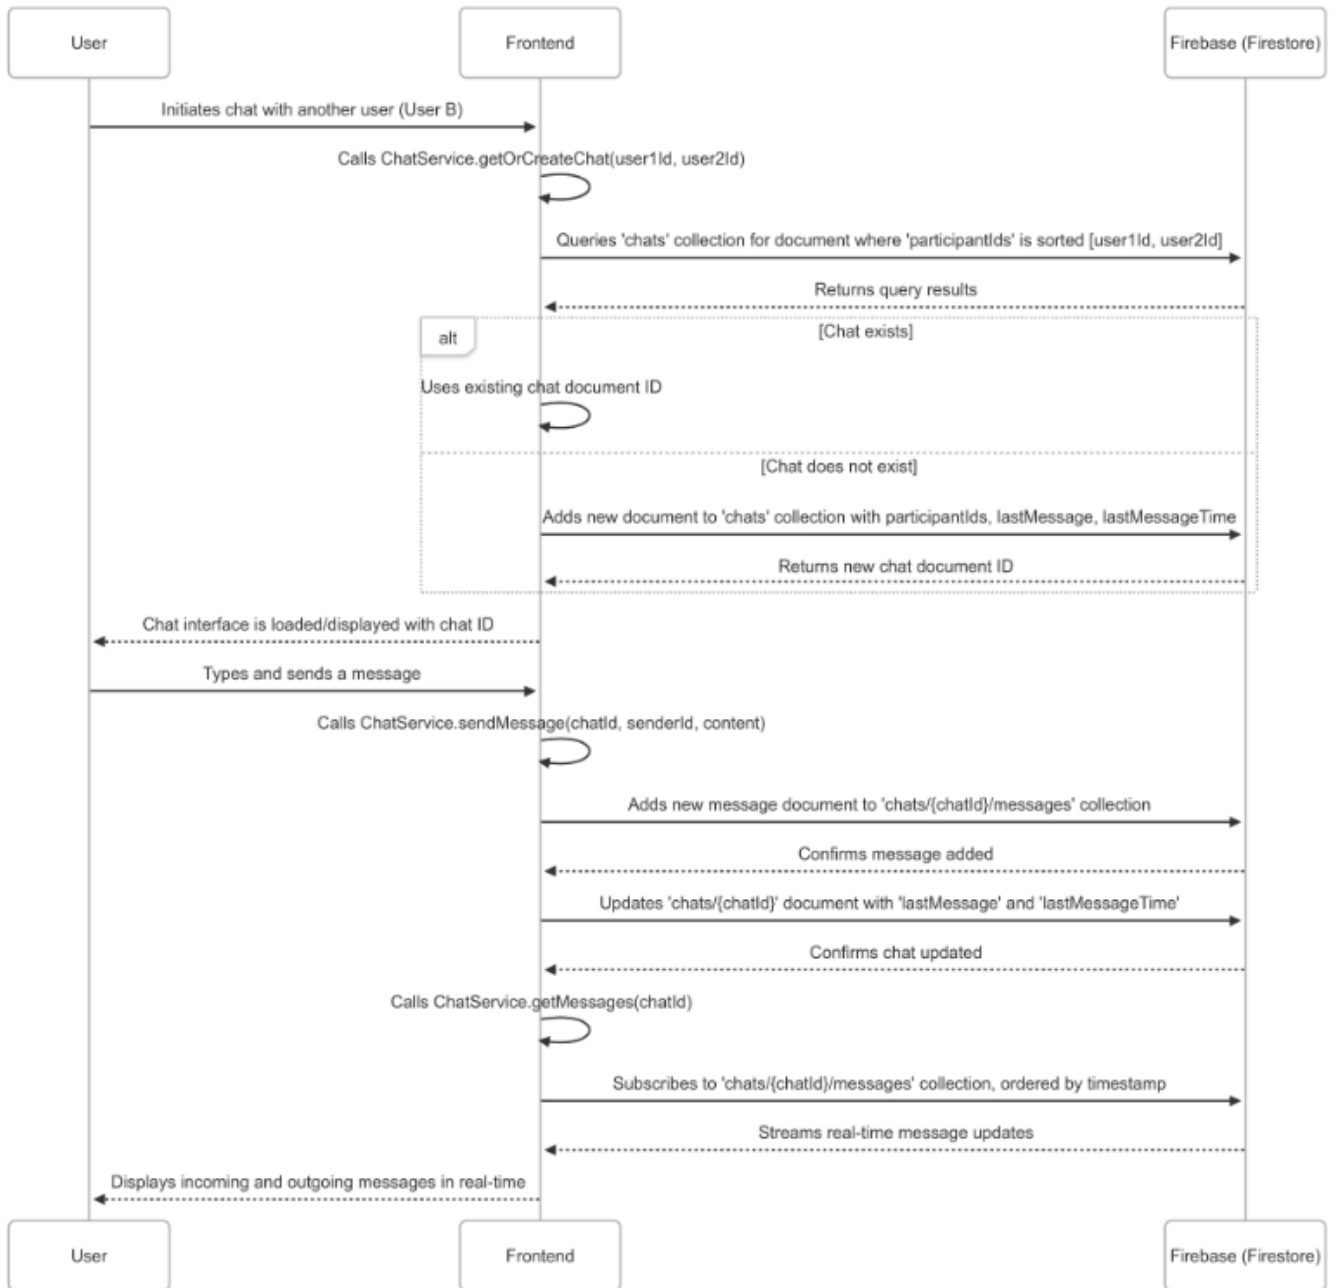 User
Frontend
Firebase (Firestore)
Initiates chat with another user (User B)
Calls ChatService.getOrCreateChat(user1Id, user2Id)
Queries 'chats' collection for document where 'participantIds' is sorted [user1Id, user2Id]
Returns query results
alt
[Chat exists]
Uses existing chat document ID
[Chat does not exist]
Adds new document to 'chats' collection with participantIds, lastMessage, lastMessageTime
Returns new chat document ID
Chat interface is loaded/displayed with chat ID
Types and sends a message
Calls ChatService.sendMessage(chatId, senderId, content)
Adds new message document to 'chats/{chatId}/messages' collection
Confirms message added
Updates 'chats/{chatId}' document with 'lastMessage' and 'lastMessageTime'
Confirms chat updated
Calls ChatService.getMessages(chatId)
Subscribes to 'chats/{chatId}/messages' collection, ordered by timestamp
Streams real-time message updates
Displays incoming and outgoing messages in real-time
User
Frontend
Firebase (Firestore)